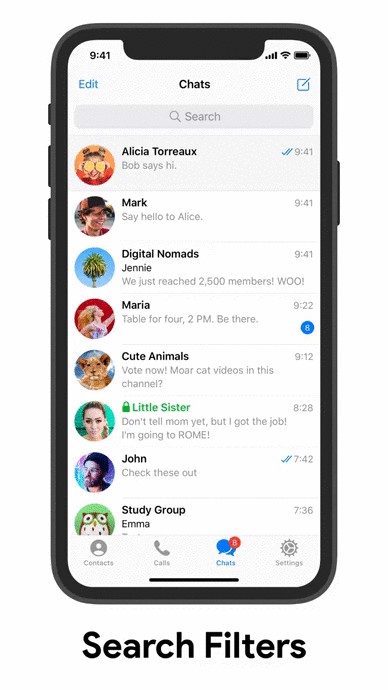 9:41
Edit
Chats
Search
Alicia Torreaux
9:41
Bob says hi.
Mark
9:41
Say hello to Alice.
Digital Nomads
9:41
Jennie
We just reached 2,500 members! WOO!
Maria
9:22
Table for four, 2 PM. Be there.
8
Cute Animals
9:12
Vote now! Moar cat videos in this
channel?
Little Sister
8:28
Don't tell mom yet, but I got the job!
I'm going to ROME!
John
7:42
Check these out
Study Group
7:36
Emma
8
Contacts
Calls
Chats
Settings
Search Filters